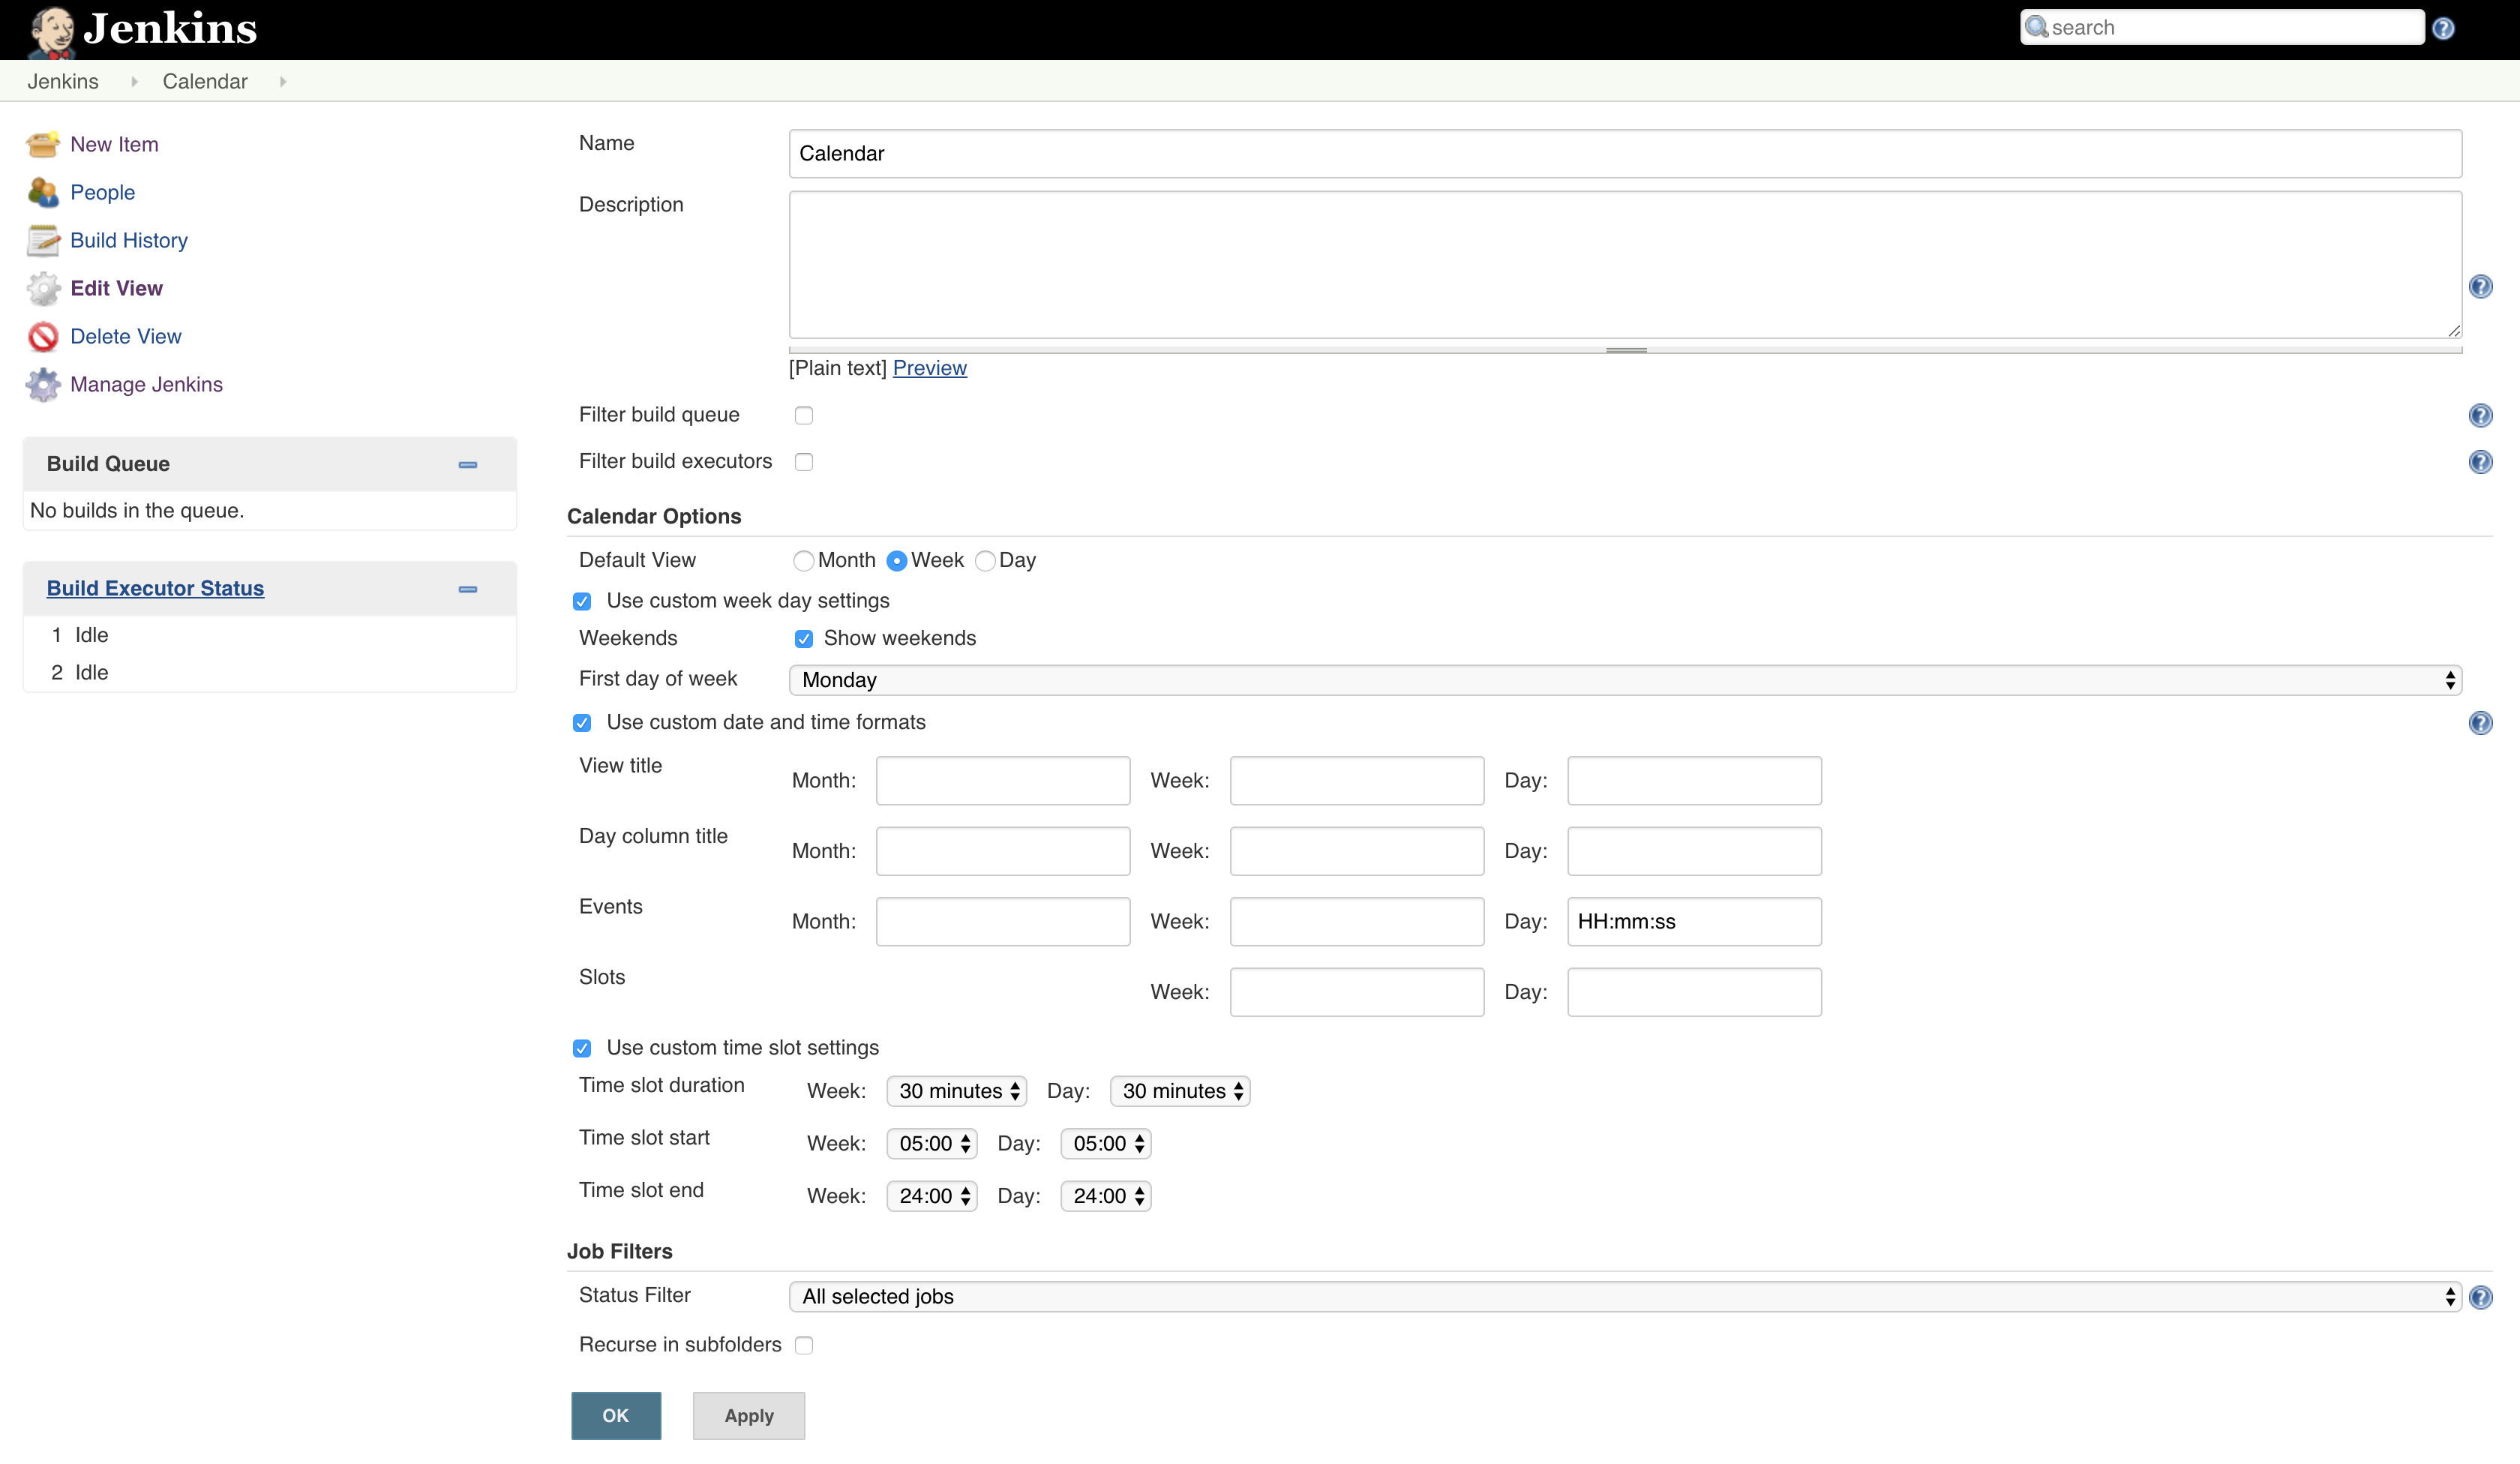 Jenkins
search
Jenkins Calendar
New Item
People
Build History
Edit View
Delete View
Manage Jenkins
Build Queue
No builds in the queue.
Build Executor Status
1 Idle
2 Idle
Name Calendar
Description
[Plain text] Preview
Filter build queue
Filter build executors
Calendar Options
Default View Month Week Day
Use custom week day settings
Weekends Show weekends
First day of week Monday
Use custom date and time formats
View title Month: Week: Day:
Day column title Month: Week: Day:
Events Month: Week: Day: HH:mm:ss
Slots Week: Day:
Use custom time slot settings
Time slot duration Week: 30 minutes Day: 30 minutes
Time slot start Week: 05:00 Day: 05:00
Time slot end Week: 24:00 Day: 24:00
Job Filters
Status Filter All selected jobs
Recurse in subfolders
OK Apply